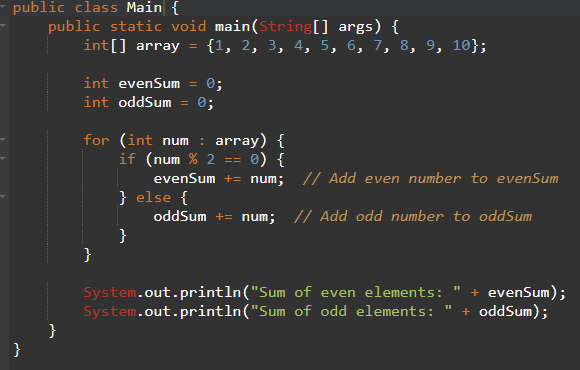 public class Main {
    public static void main(String[] args) {
        int[] array = {1, 2, 3, 4, 5, 6, 7, 8, 9, 10};

        int evenSum = 0;
        int oddSum = 0;

        for (int num : array) {
            if (num % 2 == 0) {
                evenSum += num;  // Add even number to evenSum
            } else {
                oddSum += num;  // Add odd number to oddSum
            }
        }

        System.out.println("Sum of even elements: " + evenSum);
        System.out.println("Sum of odd elements: " + oddSum);
    }
}